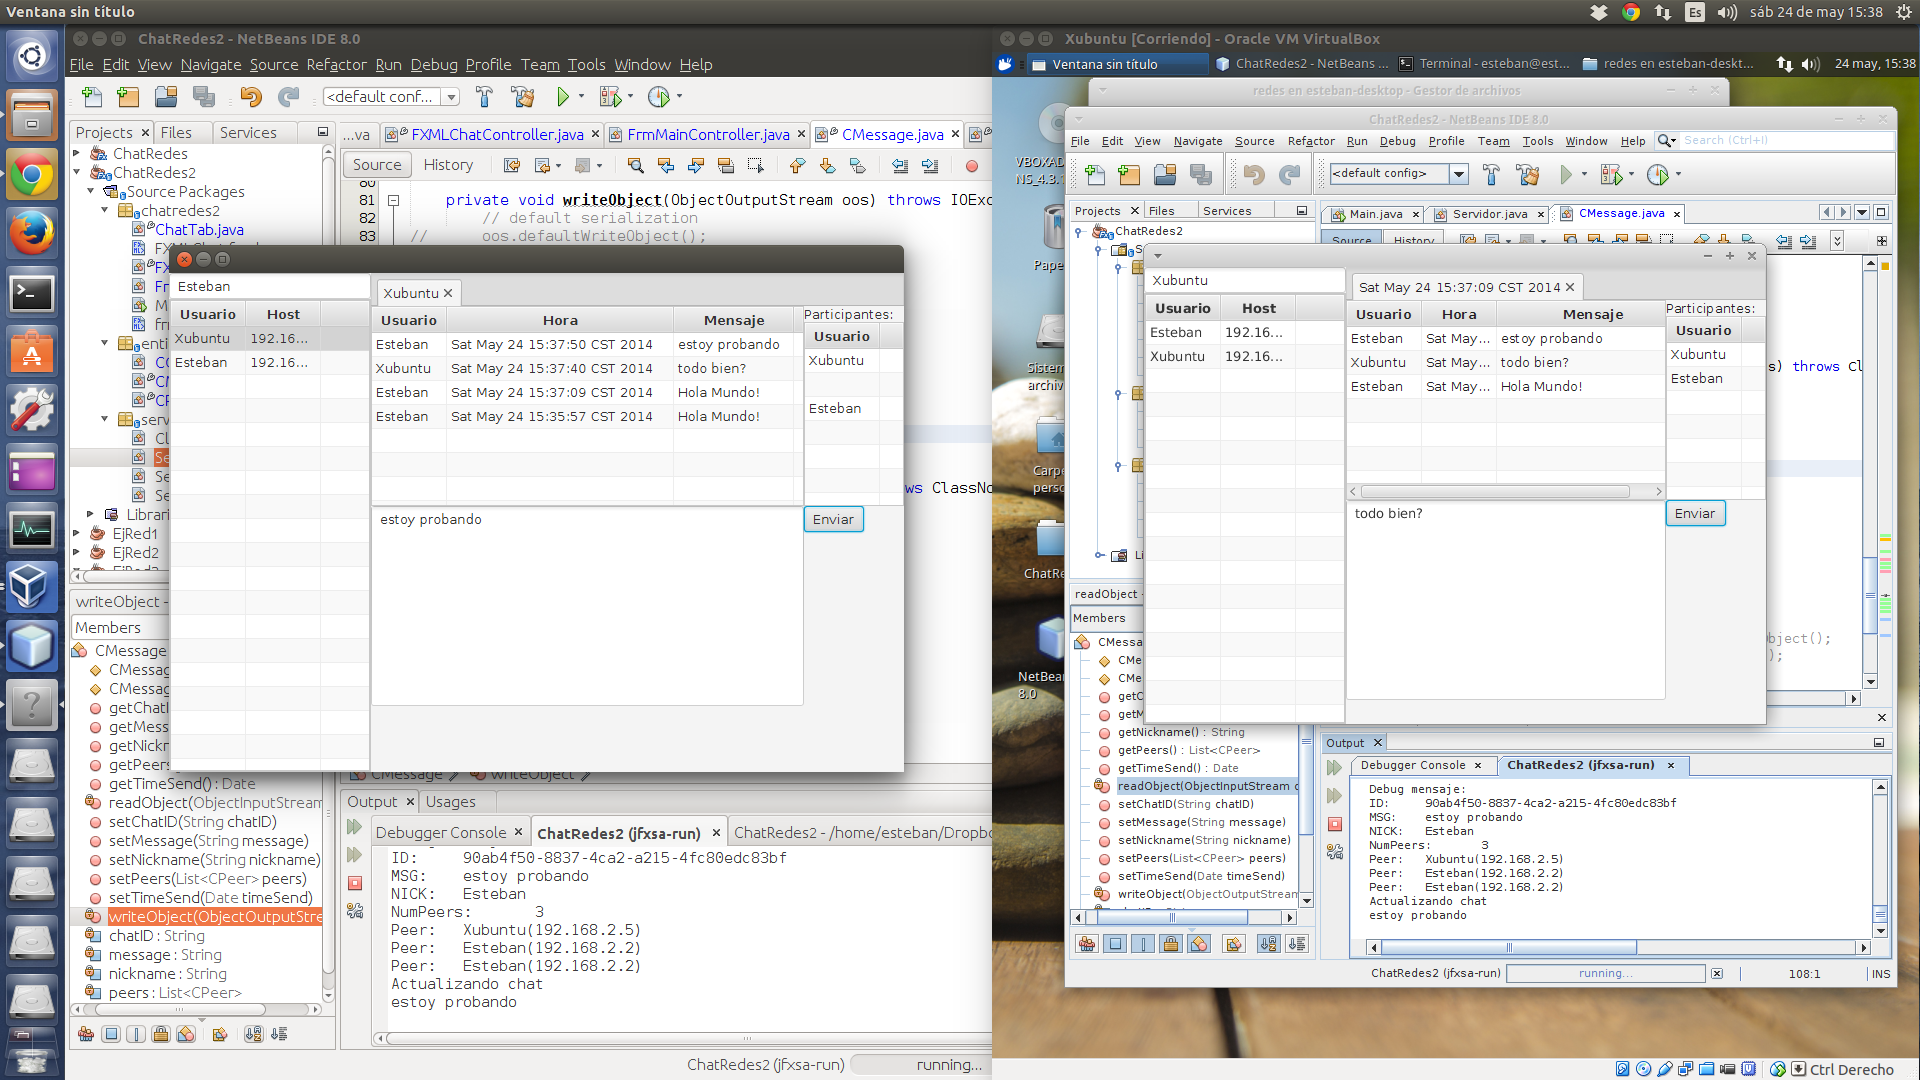 Ventana sin título
Es
sáb 24 de may 15:38
ChatRedes2 - NetBeans IDE 8.0
File Edit View Navigate Source Refactor Run Debug Profile Team Tools Window Help
<default conf...
Projects Files Services
...va FXMLChatController.java FrmMainController.java CMessage.java
Source History
ChatRedes
ChatRedes2
Source Packages
chatredes2
ChatTab.java
81 private void writeObject(ObjectOutputStream oos) throws IOExc
82 // default serialization
83 // oos.defaultWriteObject();
ws ClassNo
EjRed1
EjRed2
Esteban
Usuario Host
Xubuntu 192.16...
Esteban 192.16...
Xubuntu
Usuario Hora Mensaje
Esteban Sat May 24 15:37:50 CST 2014 estoy probando
Xubuntu Sat May 24 15:37:40 CST 2014 todo bien?
Esteban Sat May 24 15:37:09 CST 2014 Hola Mundo!
Esteban Sat May 24 15:35:57 CST 2014 Hola Mundo!
Participantes:
Usuario
Xubuntu
Esteban
estoy probando
Enviar
writeObject -
Members
CMessage
CMessag
CMessag
getChatI
getMess
getNickn
getPeers
getTimeSend() : Date
readObject(ObjectInputStream
setChatID(String chatID)
setMessage(String message)
setNickname(String nickname)
setPeers(List<CPeer> peers)
setTimeSend(Date timeSend)
writeObject(ObjectOutputStre
chatID : String
message : String
nickname : String
peers : List<CPeer>
CMessage writeObject
Output Usages
Debugger Console ChatRedes2 (jfxsa-run) ChatRedes2 - /home/esteban/Dropbo
ID: 90ab4f50-8837-4ca2-a215-4fc80edc83bf
MSG: estoy probando
NICK: Esteban
NumPeers: 3
Peer: Xubuntu(192.168.2.5)
Peer: Esteban(192.168.2.2)
Peer: Esteban(192.168.2.2)
Actualizando chat
estoy probando
ChatRedes2 (jfxsa-run) running...
Xubuntu [Corriendo] - Oracle VM VirtualBox
Ventana sin título ChatRedes2 - NetBeans ... Terminal - esteban@est... redes en esteban-deskt... 24 may, 15:38
redes en esteban-desktop - Gestor de archivos
ChatRedes2 - NetBeans IDE 8.0
File Edit View Navigate Source Refactor Run Debug Profile Team Tools Window Help Search (Ctrl+I)
<default config>
Projects Files Services
Main.java Servidor.java CMessage.java
Source History
ChatRedes2
VBOXAD
NS_4.3.
Pape
Sistem
archiv
Carpe
perso
ChatRe
NetBea
8.0
Xubuntu
Usuario Host
Esteban 192.16...
Xubuntu 192.16...
Sat May 24 15:37:09 CST 2014
Usuario Hora Mensaje
Esteban Sat May... estoy probando
Xubuntu Sat May... todo bien?
Esteban Sat May... Hola Mundo!
Participantes:
Usuario
Xubuntu
Esteban
todo bien?
Enviar
s) throws Cl
bject();
);
readObject -
Members
CMessa
CMe
CMe
getC
getM
getNickname() : String
getPeers() : List<CPeer>
getTimeSend() : Date
readObject(ObjectInputStream
setChatID(String chatID)
setMessage(String message)
setNickname(String nickname)
setPeers(List<CPeer> peers)
setTimeSend(Date timeSend)
writeObject(ObjectOutputStream
Output
Debugger Console ChatRedes2 (jfxsa-run)
Debug mensaje:
ID: 90ab4f50-8837-4ca2-a215-4fc80edc83bf
MSG: estoy probando
NICK: Esteban
NumPeers: 3
Peer: Xubuntu(192.168.2.5)
Peer: Esteban(192.168.2.2)
Peer: Esteban(192.168.2.2)
Actualizando chat
estoy probando
ChatRedes2 (jfxsa-run) running... 108:1 INS
Ctrl Derecho